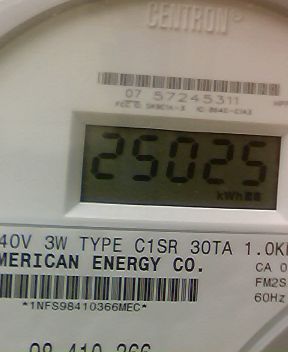 CENTRON®
07 57245311
25025
kWh
40V 3W TYPE C1SR 30TA 1.0K
MERICAN ENERGY CO.
CA 0
FM2S
60Hz
*1NFS98410366MEC*
98 410 366